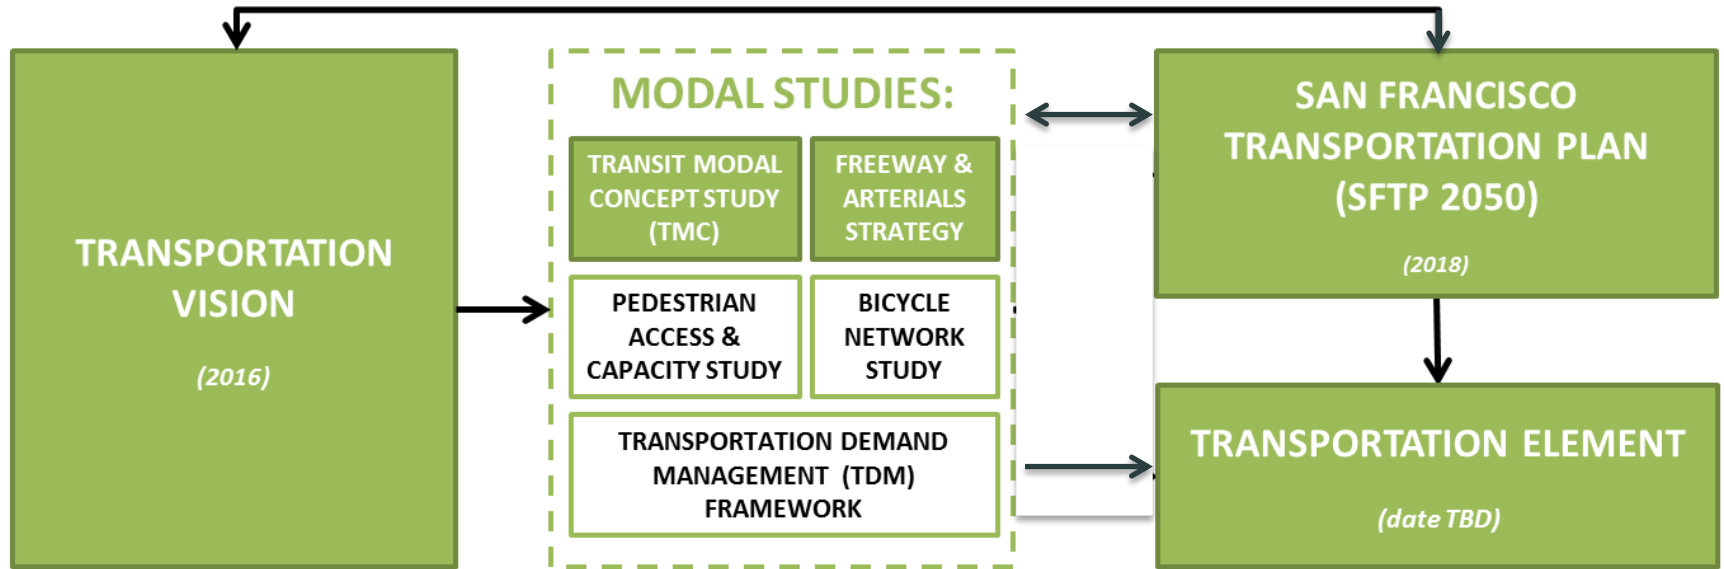 TRANSPORTATION
VISION
(2016)
MODAL STUDIES:
TRANSIT MODAL
CONCEPT STUDY
(TMC)
FREEWAY &
ARTERIALS
STRATEGY
PEDESTRIAN
ACCESS &
CAPACITY STUDY
BICYCLE
NETWORK
STUDY
TRANSPORTATION DEMAND
MANAGEMENT (TDM)
FRAMEWORK
SAN FRANCISCO
TRANSPORTATION PLAN
(SFTP 2050)
(2018)
TRANSPORTATION ELEMENT
(date TBD)